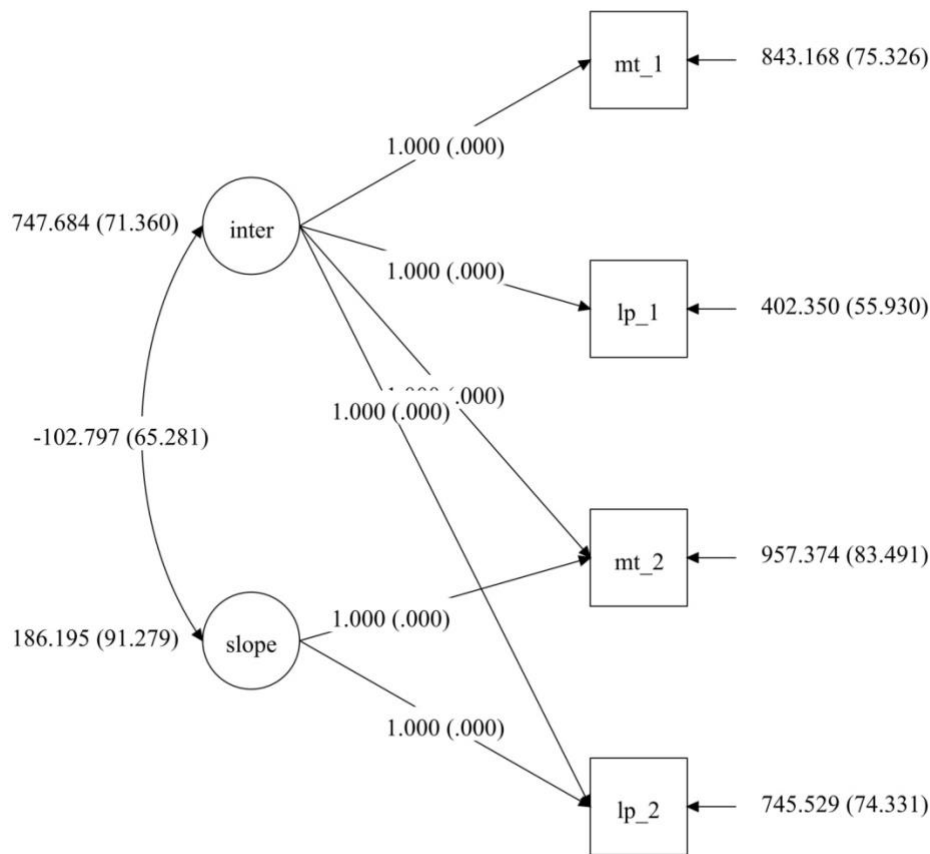 mt_1
843.168 (75.326)
1.000 (.000)
747.684 (71.360)
inter
1.000 (.000)
lp_1
402.350 (55.930)
.000)
1.000 (.000)
-102.797 (65.281)
mt_2
957.374 (83.491)
1.000 (.000)
186.195 (91.279)
slope
1.000 (.000)
lp_2
745.529 (74.331)